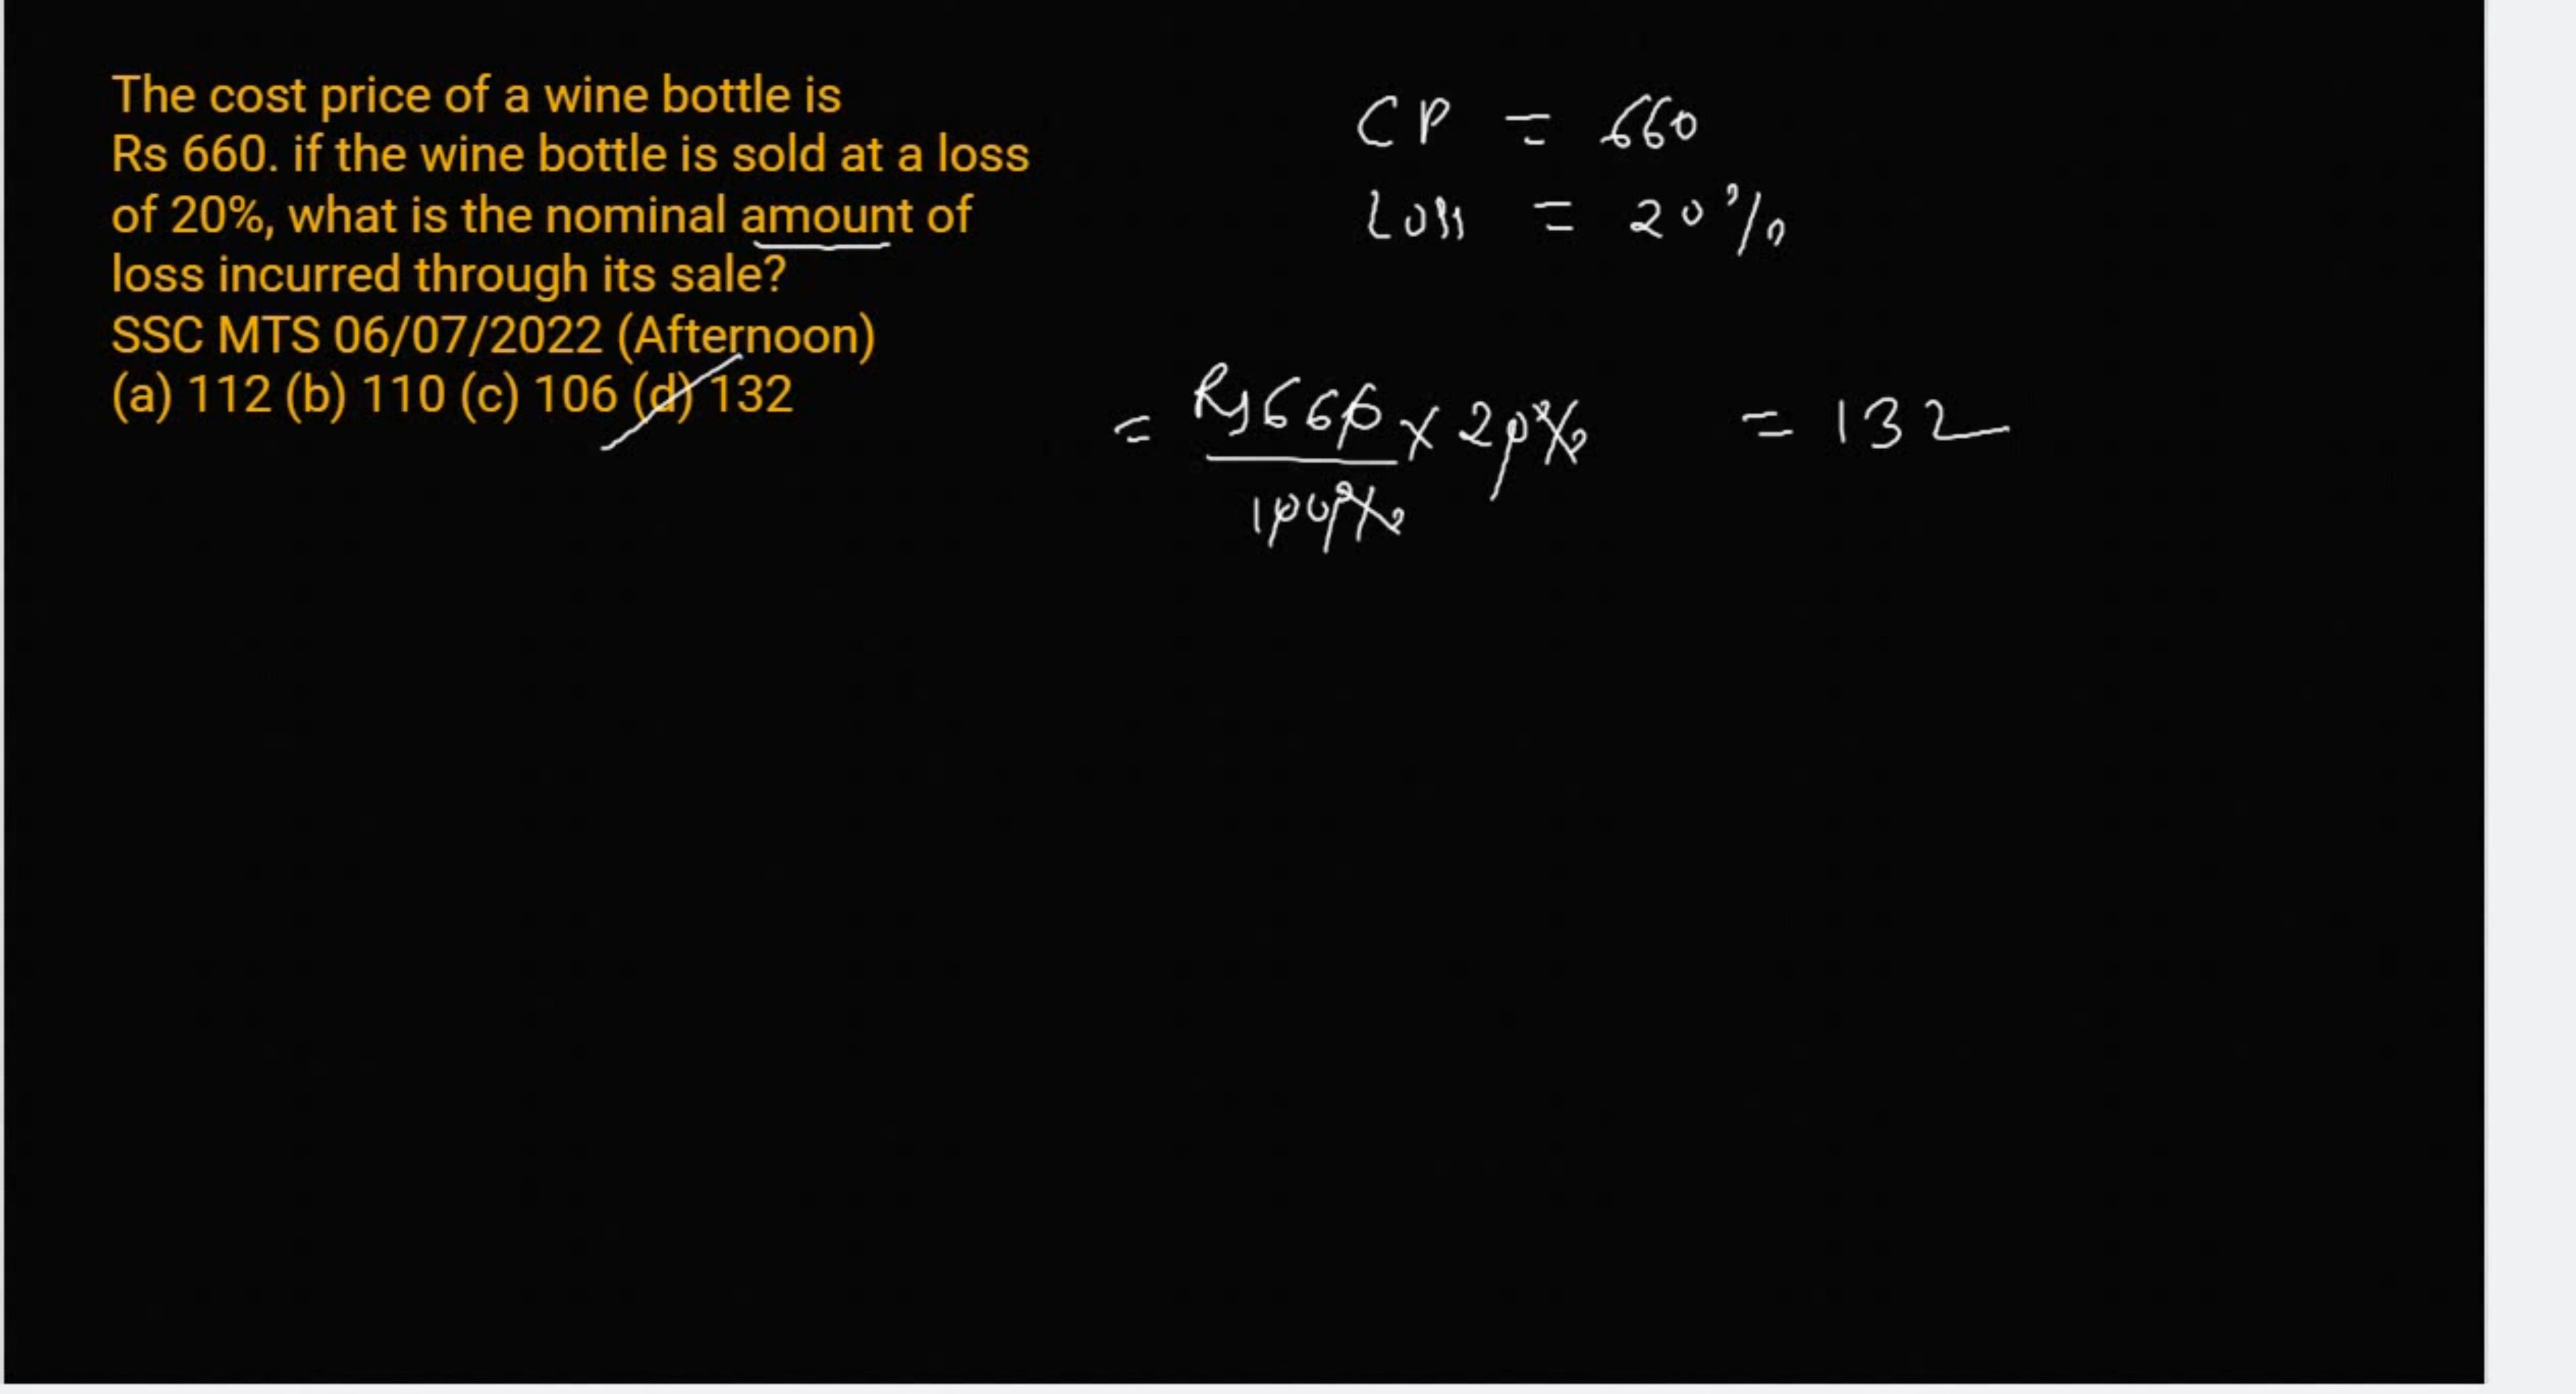 The cost price of a wine bottle is
Rs 660. if the wine bottle is sold at a loss
of 20%, what is the nominal amount of
loss incurred through its sale?
SSC MTS 06/07/2022 (Afternoon)
(a) 112 (b) 110 (c) 106 (d) 132
CP = 660
Loss = 20%
= Rs 660 x 20% = 132
100%